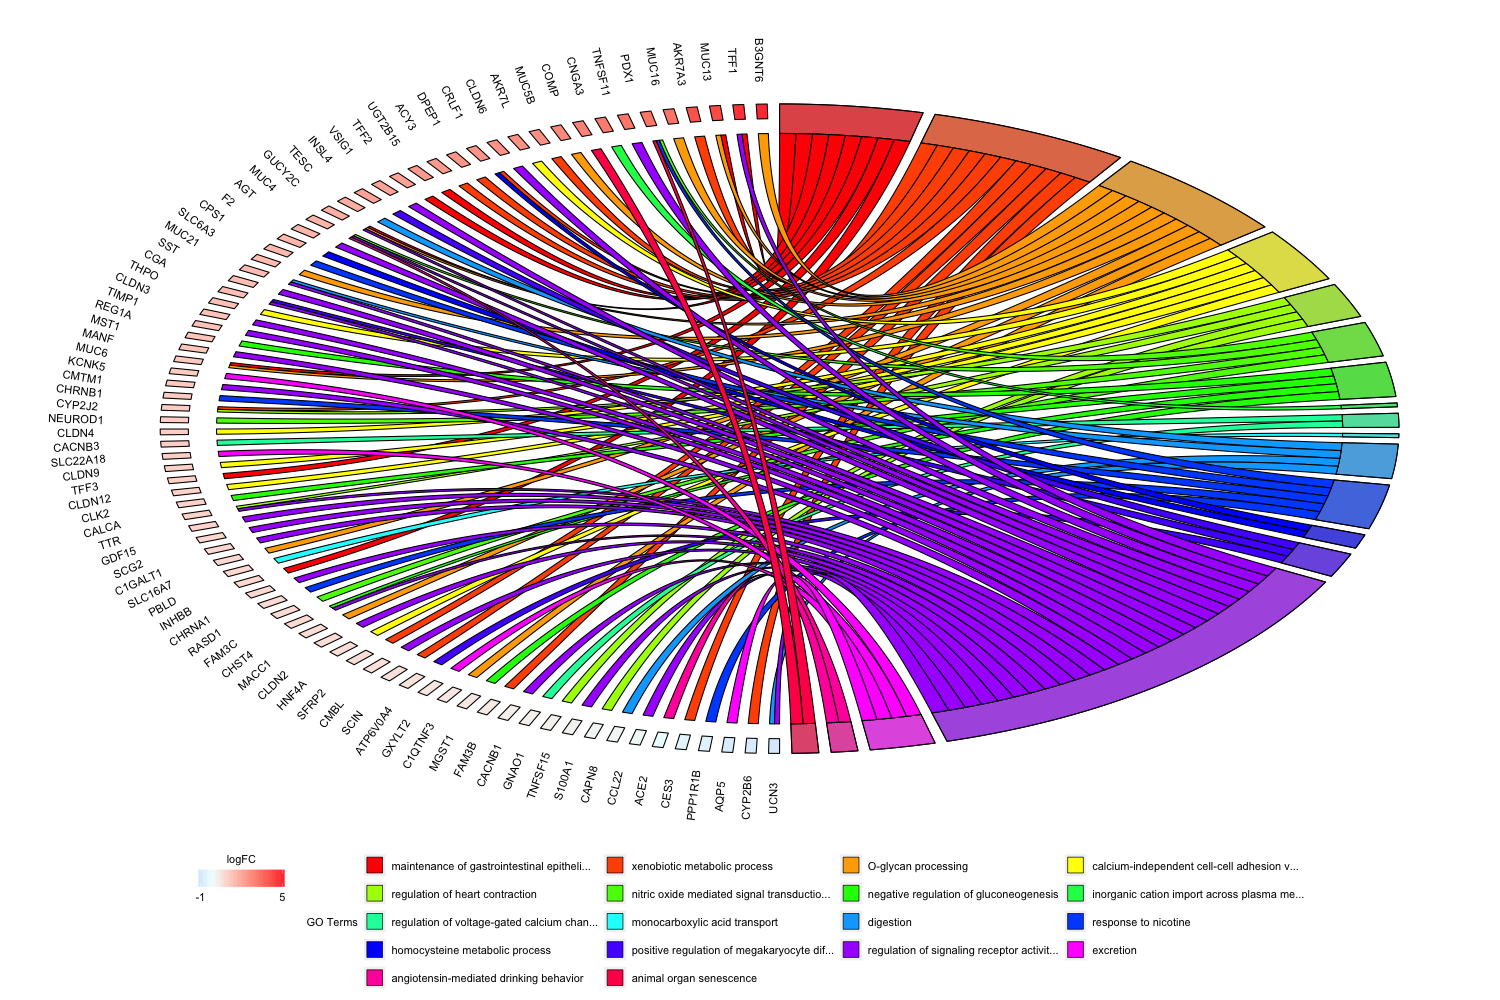 B3GNT6
TFF1
MUC13
AKR7A3
MUC16
PDX1
TNFSF11
CNGA3
COMP
MUC5B
AKR7L
CLDN6
CRLF1
DPEP1
ACY3
UGT2B15
TFF2
VSIG1
INSL4
TESC
GUCY2C
MUC4
AGT
F2
CPS1
SLC6A3
MUC21
SST
CGA
THPO
CLDN3
TIMP1
REG1A
MST1
MANF
MUC6
KCNK5
CMTM1
CHRNB1
CYP2J2
NEUROD1
CLDN4
CACNB3
SLC22A18
CLDN9
TFF3
CLDN12
CLK2
CALCA
TTR
GDF15
SCG2
C1GALT1
SLC16A7
PBLD
INHBB
CHRNA1
RASD1
FAM3C
CHST4
MACC1
CLDN2
HNF4A
SFRP2
CMBL
SCIN
ATP6V0A4
GXYLT2
C1QTNF3
MGST1
FAM3B
CACNB1
GNAO1
TNFSF15
S100A1
CAPN8
CCL22
ACE2
CES3
PPP1R1B
AQP5
CYP2B6
UCN3
logFC
-1 5
GO Terms
maintenance of gastrointestinal epitheli...
xenobiotic metabolic process
O-glycan processing
calcium-independent cell-cell adhesion v...
regulation of heart contraction
nitric oxide mediated signal transductio...
negative regulation of gluconeogenesis
inorganic cation import across plasma me...
regulation of voltage-gated calcium chan...
monocarboxylic acid transport
digestion
response to nicotine
homocysteine metabolic process
positive regulation of megakaryocyte dif...
regulation of signaling receptor activit...
excretion
angiotensin-mediated drinking behavior
animal organ senescence